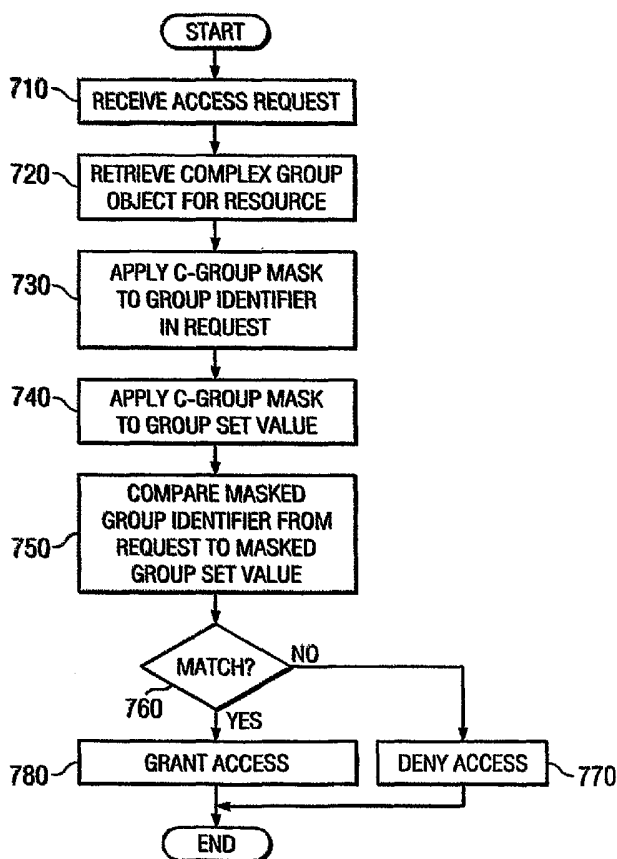 START
710
RECEIVE ACCESS REQUEST
720
RETRIEVE COMPLEX GROUP
OBJECT FOR RESOURCE
730
APPLY C-GROUP MASK
TO GROUP IDENTIFIER
IN REQUEST
740
APPLY C-GROUP MASK
TO GROUP SET VALUE
750
COMPARE MASKED
GROUP IDENTIFIER FROM
REQUEST TO MASKED
GROUP SET VALUE
MATCH?
NO
760
YES
780
GRANT ACCESS
DENY ACCESS
770
END